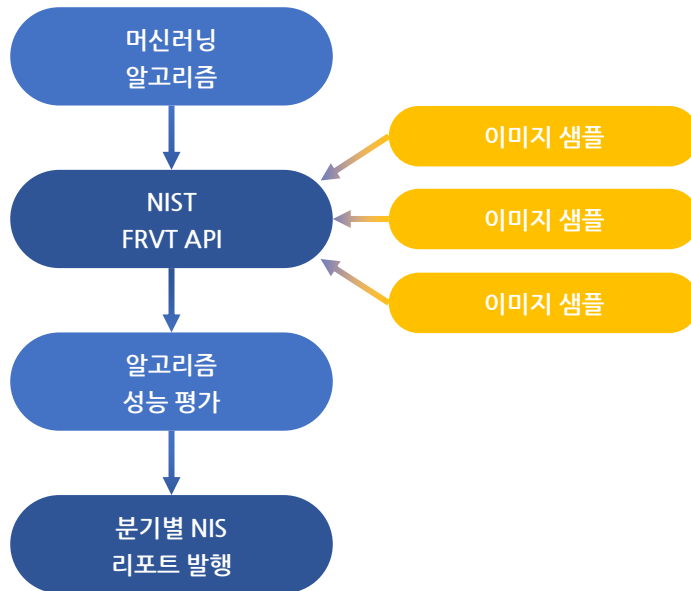 머신러닝
알고리즘
이미지 샘플
NIST
FRVT API
이미지 샘플
이미지 샘플
알고리즘
성능 평가
분기별 NIS
리포트 발행